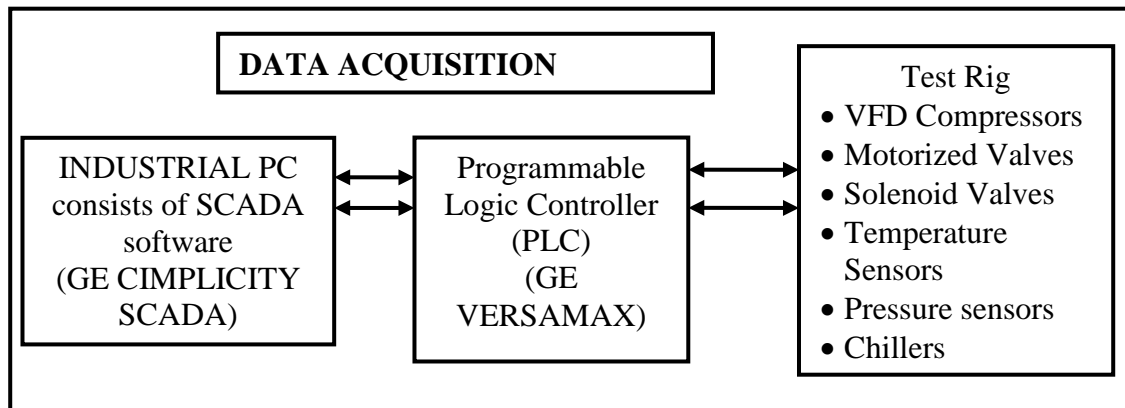 DATA ACQUISITION
INDUSTRIAL PC
consists of SCADA
software
(GE CIMPLICITY
SCADA)
Programmable
Logic Controller
(PLC)
(GE
VERSAMAX)
Test Rig
• VFD Compressors
• Motorized Valves
• Solenoid Valves
• Temperature
Sensors
• Pressure sensors
• Chillers